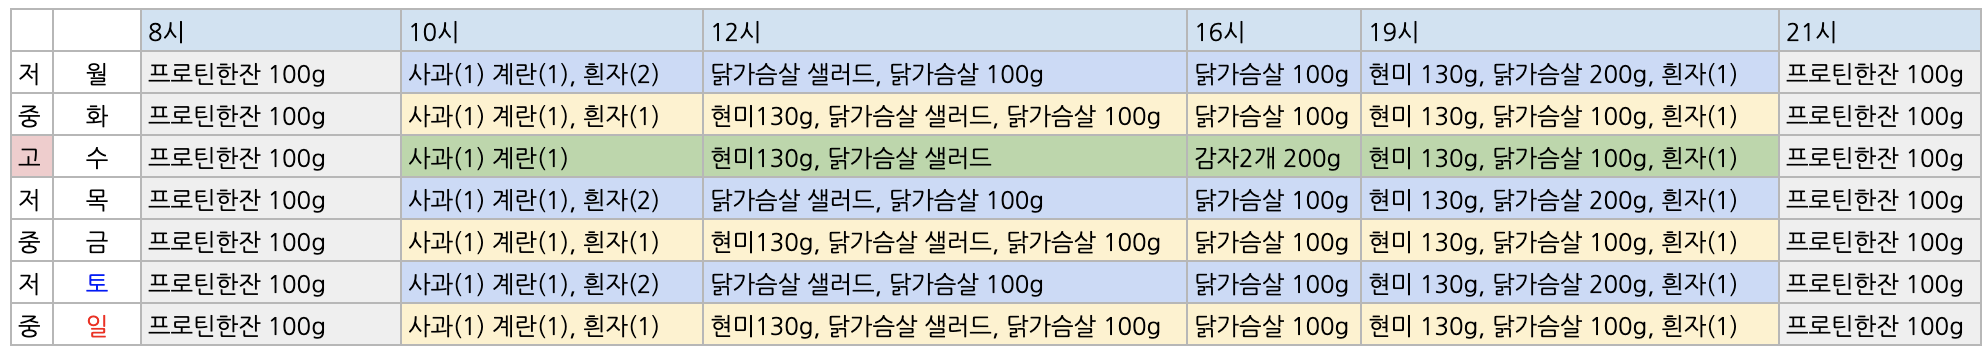 8시 10시 12시 16시 19시 21시
저 월 프로틴한잔 100g 사과(1) 계란(1), 흰자(2) 닭가슴살 샐러드, 닭가슴살 100g 닭가슴살 100g 현미 130g, 닭가슴살 200g, 흰자(1) 프로틴한잔 100g
중 화 프로틴한잔 100g 사과(1) 계란(1), 흰자(1) 현미130g, 닭가슴살 샐러드, 닭가슴살 100g 닭가슴살 100g 현미 130g, 닭가슴살 100g, 흰자(1) 프로틴한잔 100g
고 수 프로틴한잔 100g 사과(1) 계란(1) 현미130g, 닭가슴살 샐러드 감자2개 200g 현미 130g, 닭가슴살 100g, 흰자(1) 프로틴한잔 100g
저 목 프로틴한잔 100g 사과(1) 계란(1), 흰자(2) 닭가슴살 샐러드, 닭가슴살 100g 닭가슴살 100g 현미 130g, 닭가슴살 200g, 흰자(1) 프로틴한잔 100g
중 금 프로틴한잔 100g 사과(1) 계란(1), 흰자(1) 현미130g, 닭가슴살 샐러드, 닭가슴살 100g 닭가슴살 100g 현미 130g, 닭가슴살 100g, 흰자(1) 프로틴한잔 100g
저 토 프로틴한잔 100g 사과(1) 계란(1), 흰자(2) 닭가슴살 샐러드, 닭가슴살 100g 닭가슴살 100g 현미 130g, 닭가슴살 200g, 흰자(1) 프로틴한잔 100g
중 일 프로틴한잔 100g 사과(1) 계란(1), 흰자(1) 현미130g, 닭가슴살 샐러드, 닭가슴살 100g 닭가슴살 100g 현미 130g, 닭가슴살 100g, 흰자(1) 프로틴한잔 100g